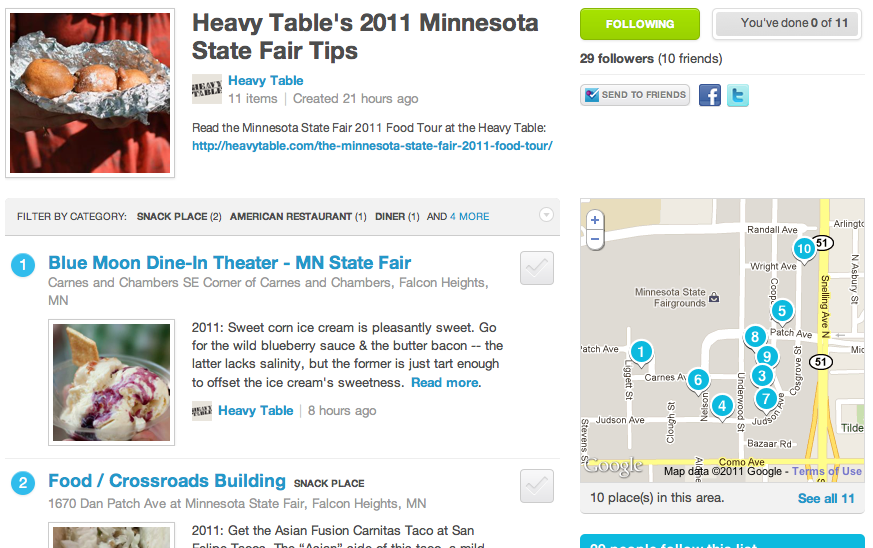 Heavy Table's 2011 Minnesota
State Fair Tips
HEAVY
TABLE
Heavy Table
11 items | Created 21 hours ago
Read the Minnesota State Fair 2011 Food Tour at the Heavy Table:
http://heavytable.com/the-minnesota-state-fair-2011-food-tour/
FOLLOWING
You've done 0 of 11
29 followers (10 friends)
SEND TO FRIENDS
FILTER BY CATEGORY: SNACK PLACE (2) AMERICAN RESTAURANT (1) DINER (1) AND 4 MORE
1
Blue Moon Dine-In Theater - MN State Fair
Carnes and Chambers SE Corner of Carnes and Chambers, Falcon Heights,
MN
2011: Sweet corn ice cream is pleasantly sweet. Go
for the wild blueberry sauce & the butter bacon -- the
latter lacks salinity, but the former is just tart enough
to offset the ice cream's sweetness. Read more.
Heavy Table | 8 hours ago
2
Food / Crossroads Building SNACK PLACE
1670 Dan Patch Ave at Minnesota State Fair, Falcon Heights, MN
2011: Get the Asian Fusion Carnitas Taco at San
Felipe Tacos. The "Asian" side of this taco, a mild
+
−
Randall Ave
Arlingto
10
51
Wright Ave
N Asbury St
Snelling Ave N
Coop
Minnesota State
Fairgrounds
5
8
Patch Ave
atch Ave
1
9
Mic
51
Cosgrove St
Liggett St
Carnes Av
6
3
Underwood St
7
4
Nelson
Clough St
Judson Ave
Judson Ave
Stevens St
Tilde
Bazaar Rd
Como Ave
Google
Map data ©2011 Google - Terms of Use
10 place(s) in this area.
See all 11
29 people follow this list